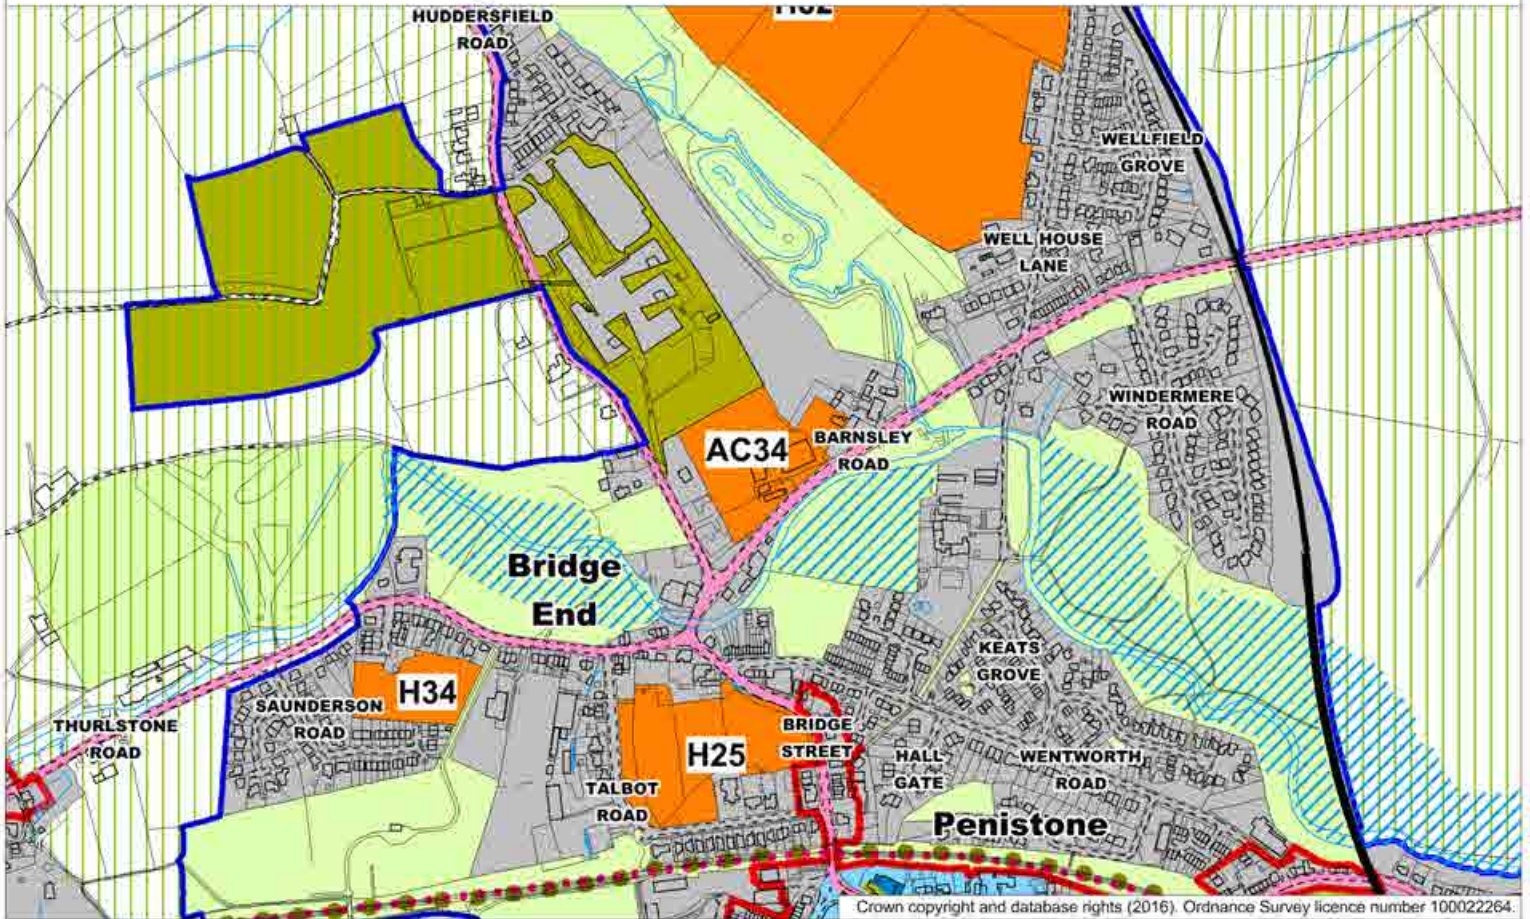 HUDDERSFIELD
ROAD
WELLFIELD
GROVE
WELL HOUSE
LANE
WINDERMERE
ROAD
AC34
BARNSLEY
ROAD
Bridge
End
KEATS
GROVE
H34
SAUNDERSON
ROAD
THURLSTONE
ROAD
H25
BRIDGE
STREET
HALL
GATE
WENTWORTH
ROAD
TALBOT
ROAD
Penistone
Crown copyright and database rights (2016). Ordnance Survey licence number 100022264.